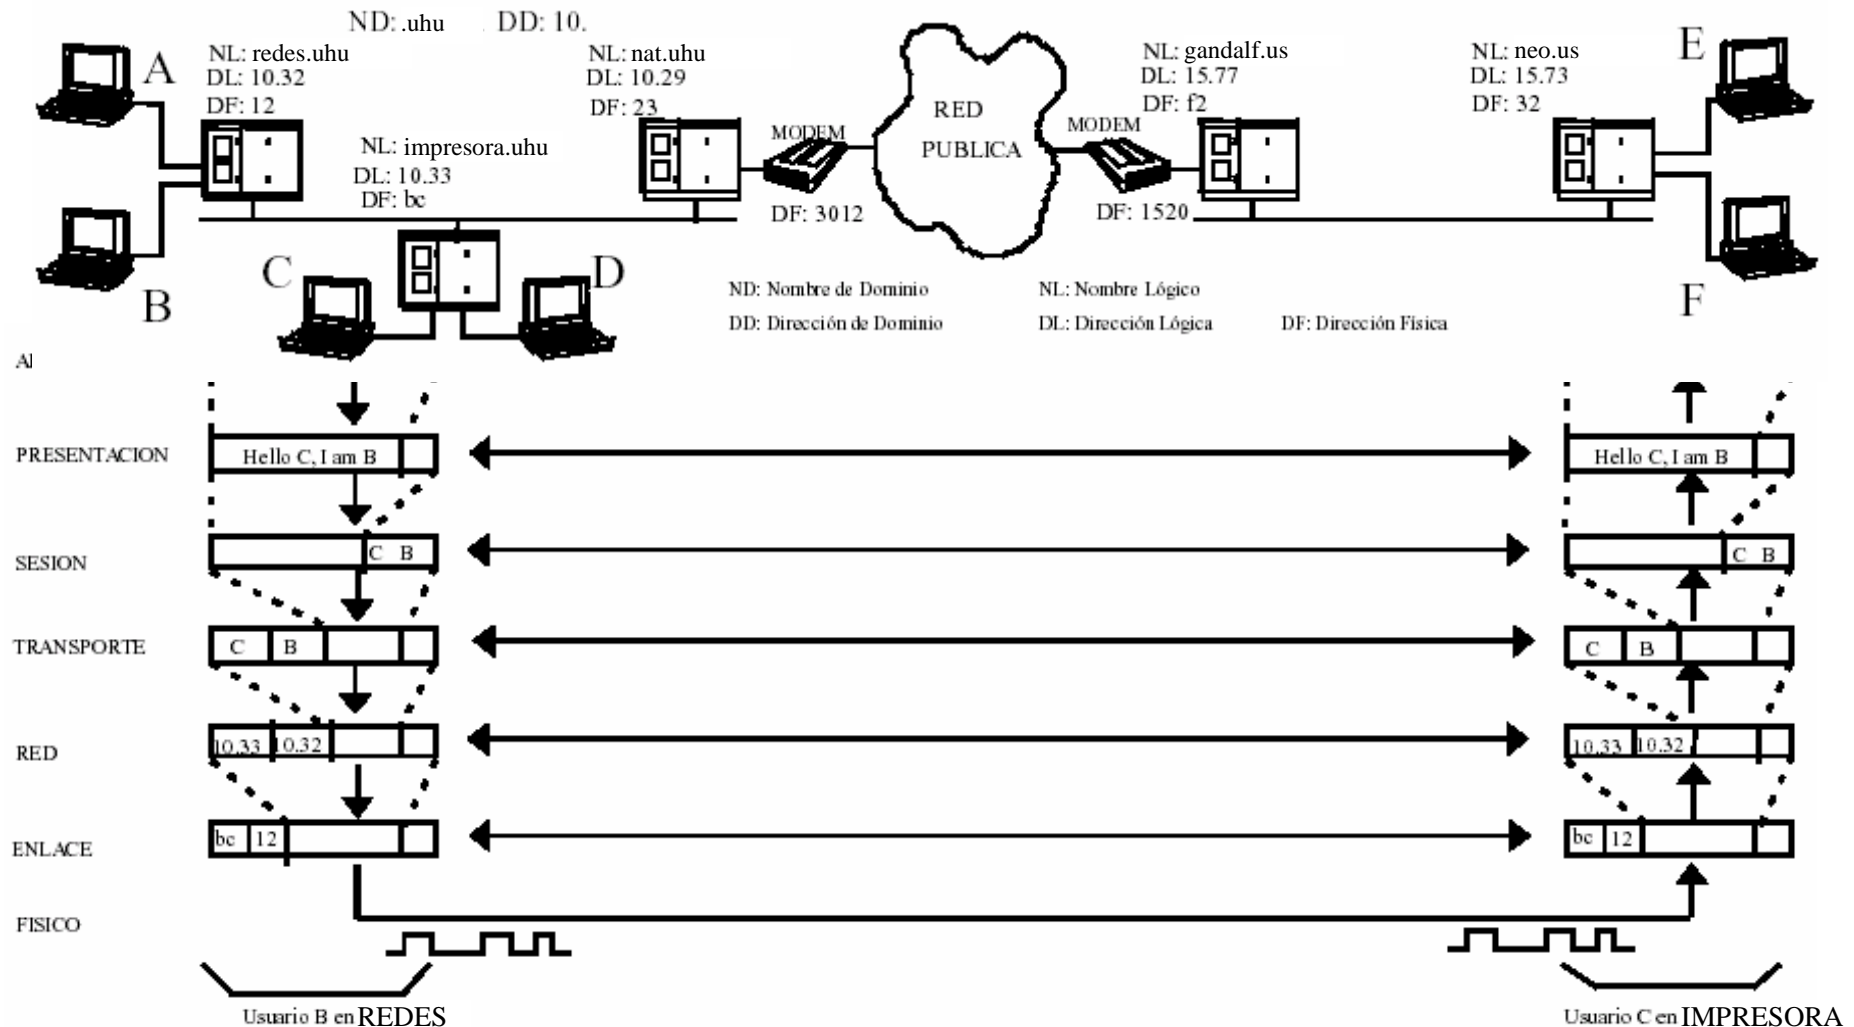 ND: .uhu DD: 10.
A
NL: redes.uhu
DL: 10.32
DF: 12
NL: nat.uhu
DL: 10.29
DF: 23
NL: gandalf.us
DL: 15.77
DF: f2
NL: neo.us
DL: 15.73
DF: 32
E
NL: impresora.uhu
DL: 10.33
DF: bc
MODEM
DF: 3012
RED
PUBLICA
MODEM
DF: 1520
B
C
D
F
ND: Nombre de Dominio
NL: Nombre Lógico
DD: Dirección de Dominio
DL: Dirección Lógica
DF: Dirección Física
PRESENTACION
Hello C, I am B
Hello C, I am B
SESION
C B
C B
TRANSPORTE
C B
C B
RED
10.33 10.32
10.33 10.32
ENLACE
bc 12
bc 12
FISICO
Usuario B en REDES
Usuario C en IMPRESORA